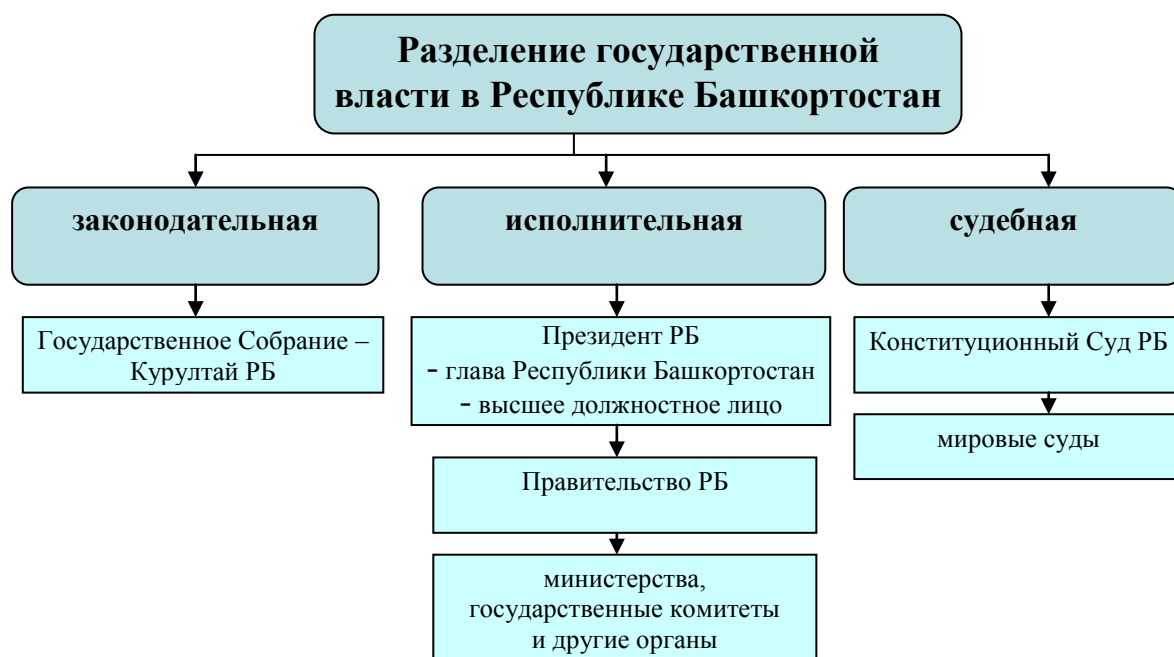 Разделение государственной
власти в Республике Башкортостан
законодательная
исполнительная
судебная
Государственное Собрание –
Курултай РБ
Президент РБ
- глава Республики Башкортостан
- высшее должностное лицо
Правительство РБ
министерства,
государственные комитеты
и другие органы
Конституционный Суд РБ
мировые суды